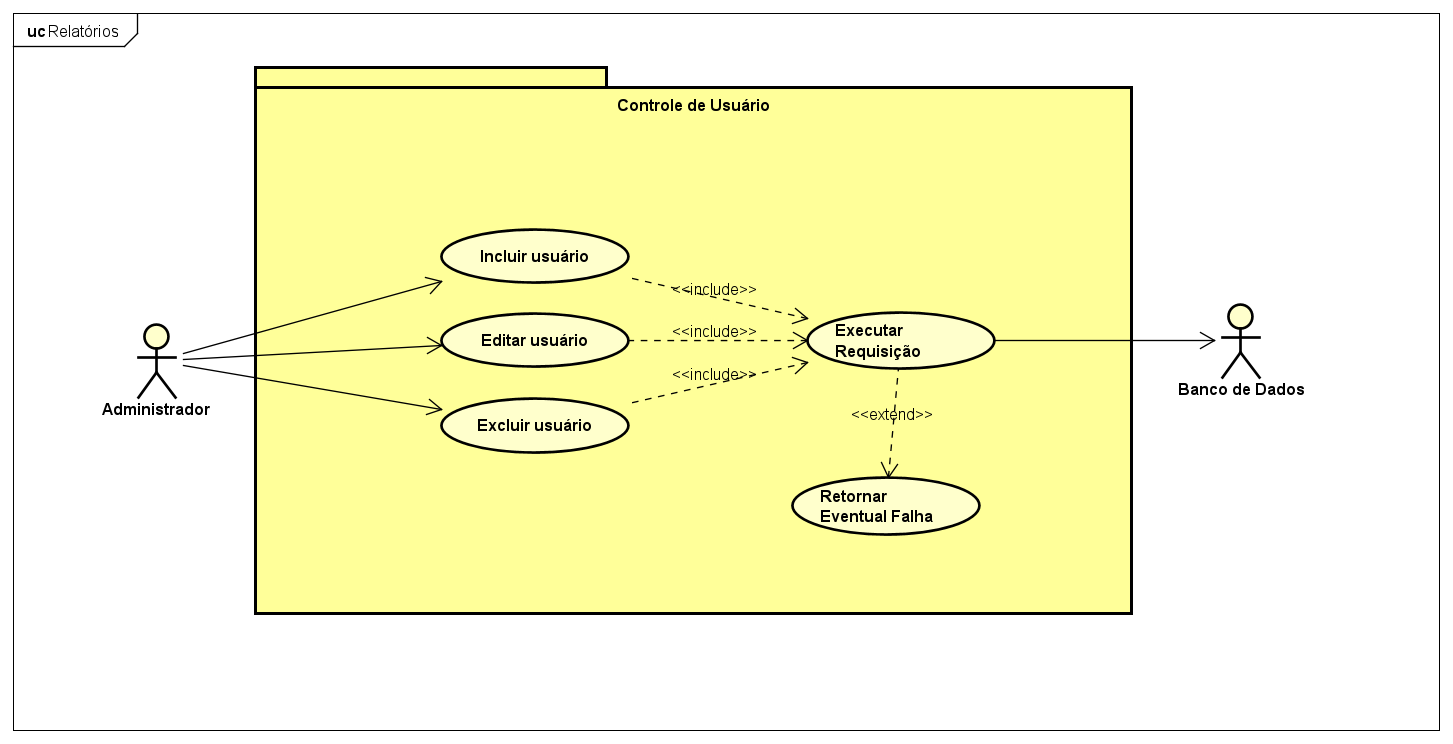 uc Relatórios
Controle de Usuário
Incluir usuário
<<include>>
Editar usuário
<<include>>
Excluir usuário
<<include>>
Executar
Requisição
<<extend>>
Retornar
Eventual Falha
Administrador
Banco de Dados